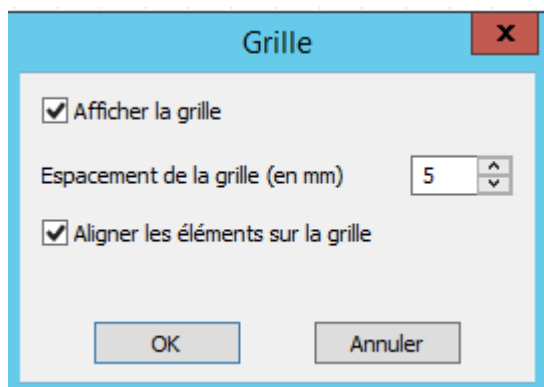 Grille
x
Afficher la grille
Espacement de la grille (en mm) 5
Aligner les éléments sur la grille
OK Annuler